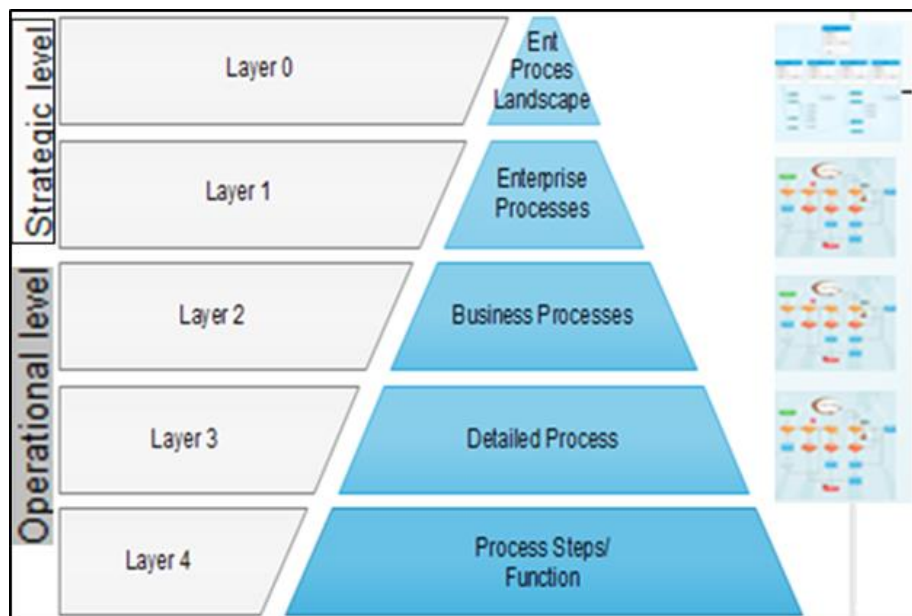 Strategic level
Operational level
Layer 0
Ent
Proces
Landscape
Layer 1
Enterprise
Processes
Layer 2
Business Processes
Layer 3
Detailed Process
Layer 4
Process Steps/
Function